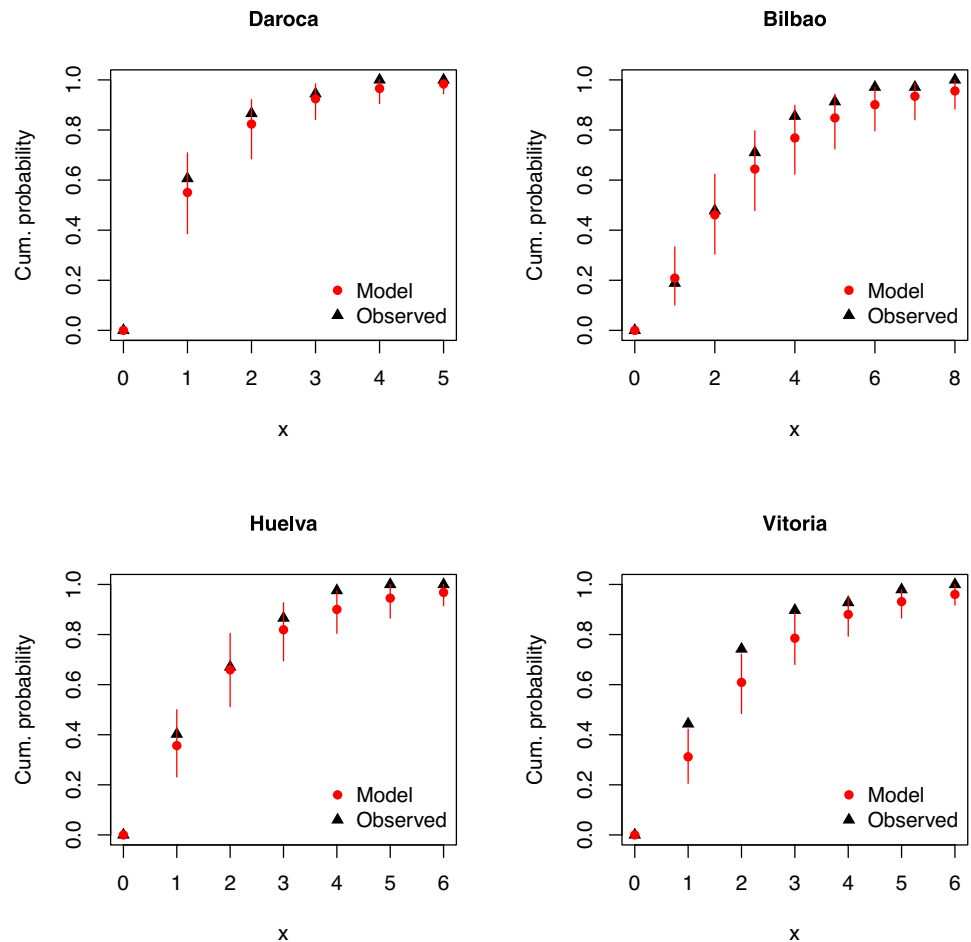 Daroca
Cum. probability
0.0 0.2 0.4 0.6 0.8 1.0
Model
Observed
0 1 2 3 4 5
x
Bilbao
Cum. probability
0.0 0.2 0.4 0.6 0.8 1.0
Model
Observed
0 2 4 6 8
x
Huelva
Cum. probability
0.0 0.2 0.4 0.6 0.8 1.0
Model
Observed
0 1 2 3 4 5 6
x
Vitoria
Cum. probability
0.0 0.2 0.4 0.6 0.8 1.0
Model
Observed
0 1 2 3 4 5 6
x